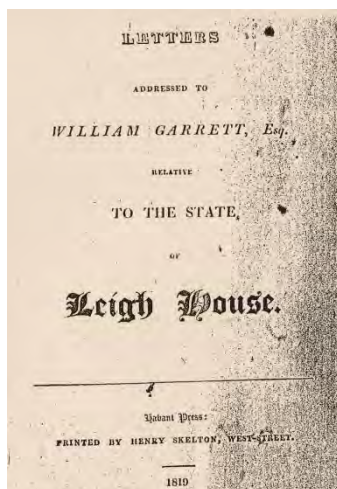 LETTERS
ADDRESSED TO
WILLIAM GARRETT, Esq.
RELATIVE
TO THE STATE
OF
Leigh House.
Havant Press:
PRINTED BY HENRY SKELTON, WEST-STREET.
1819